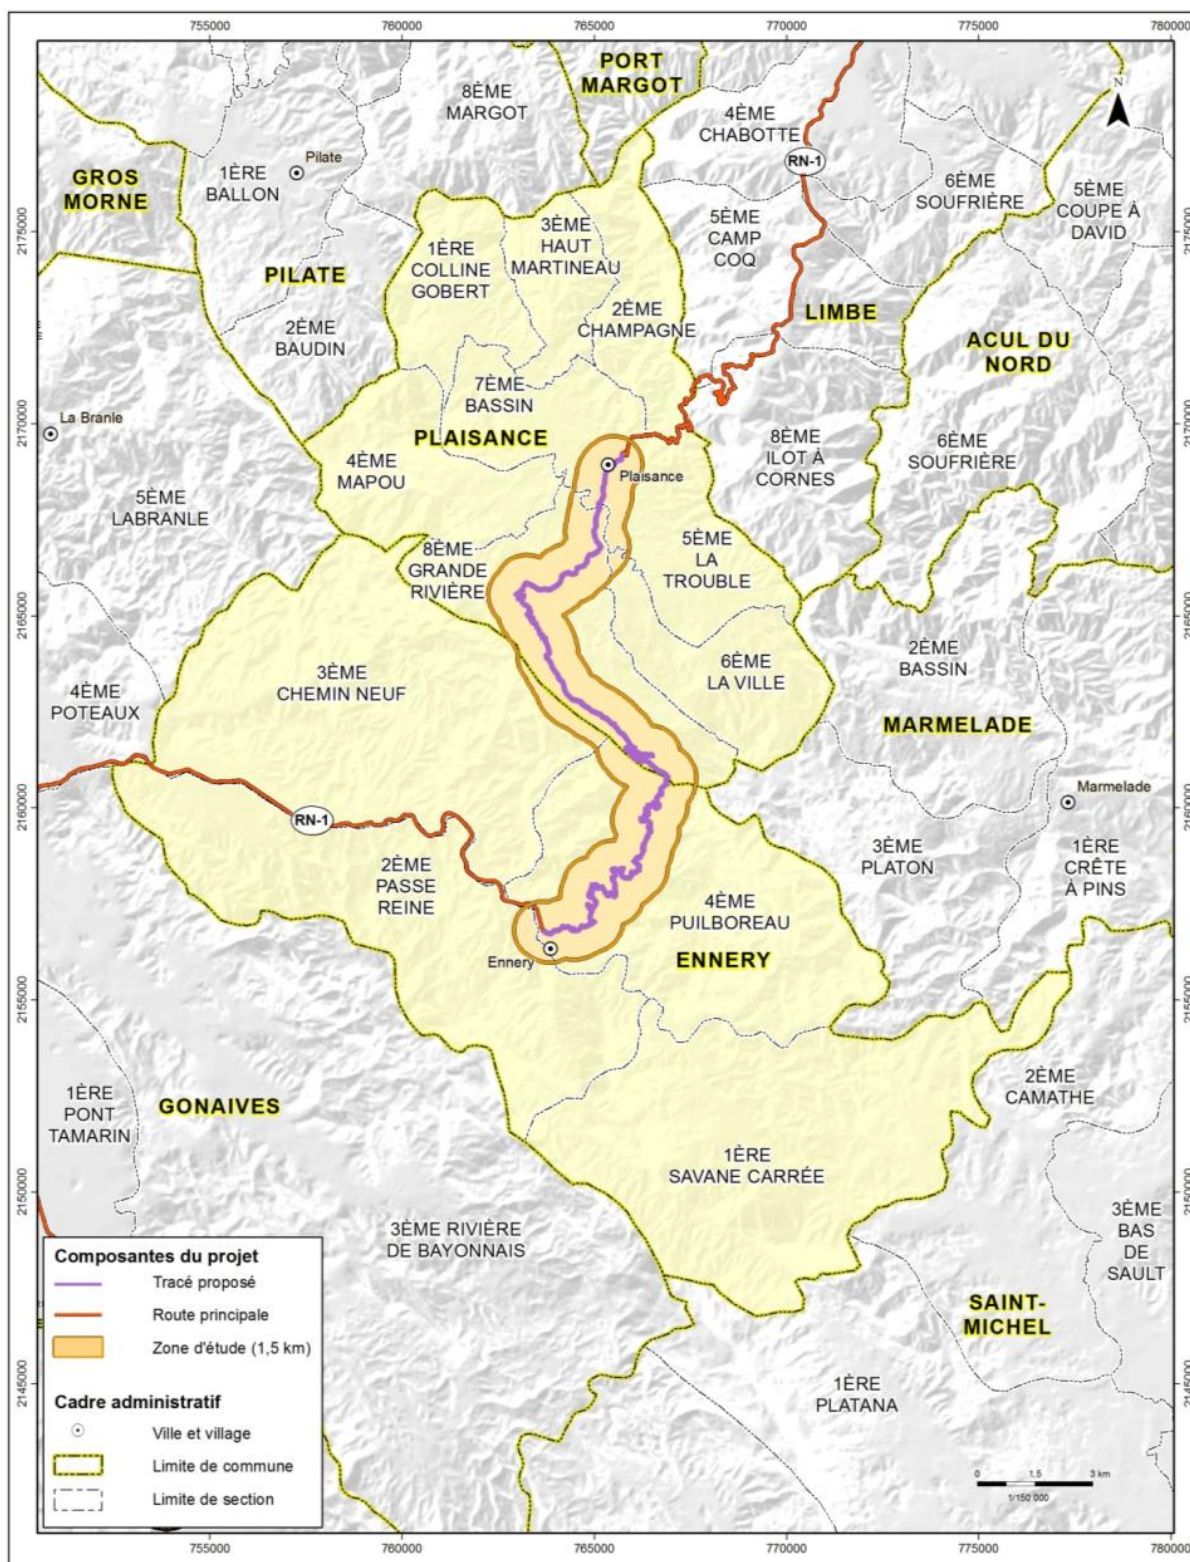 755000
760000
765000
770000
775000
780000
N
PORT
MARGOT
8ÈME
MARGOT
4ÈME
CHABOTTE
RN-1
Pilate
1ÈRE
BALLON
GROS
MORNE
6ÈME
SOUFRIÈRE
5ÈME
COUPE À
DAVID
2175000
2175000
3ÈME
HAUT
MARTINEAU
5ÈME
CAMP
COQ
1ÈRE
COLLINE
GOBERT
PILATE
2ÈME
CHAMPAGNE
LIMBE
2ÈME
BAUDIN
ACUL DU
NORD
7ÈME
BASSIN
La Branle
2170000
2170000
PLAISANCE
8ÈME
ILOT À
CORNES
6ÈME
SOUFRIÈRE
4ÈME
MAPOU
Plaisance
5ÈME
LABRANLE
8ÈME
GRANDE
RIVIÈRE
5ÈME
LA
TROUBLE
2165000
2165000
3ÈME
CHEMIN NEUF
6ÈME
LA VILLE
2ÈME
BASSIN
4ÈME
POTEAUX
MARMELADE
Marmelade
2160000
2160000
RN-1
3ÈME
PLATON
1ÈRE
CRÊTE
À PINS
2ÈME
PASSE
REINE
4ÈME
PUILBOREAU
Ennery
ENNERY
2155000
2155000
1ÈRE
PONT
TAMARIN
GONAIVES
2ÈME
CAMATHE
1ÈRE
SAVANE CARRÉE
2150000
2150000
3ÈME RIVIÈRE
DE BAYONNAIS
3ÈME
BAS
DE
SAULT
SAINT-
MICHEL
2145000
2145000
1ÈRE
PLATANA
Composantes du projet
Tracé proposé
Route principale
Zone d'étude (1,5 km)
Cadre administratif
Ville et village
Limite de commune
Limite de section
0 1,5 3 km
1/150 000
755000
760000
765000
770000
775000
780000